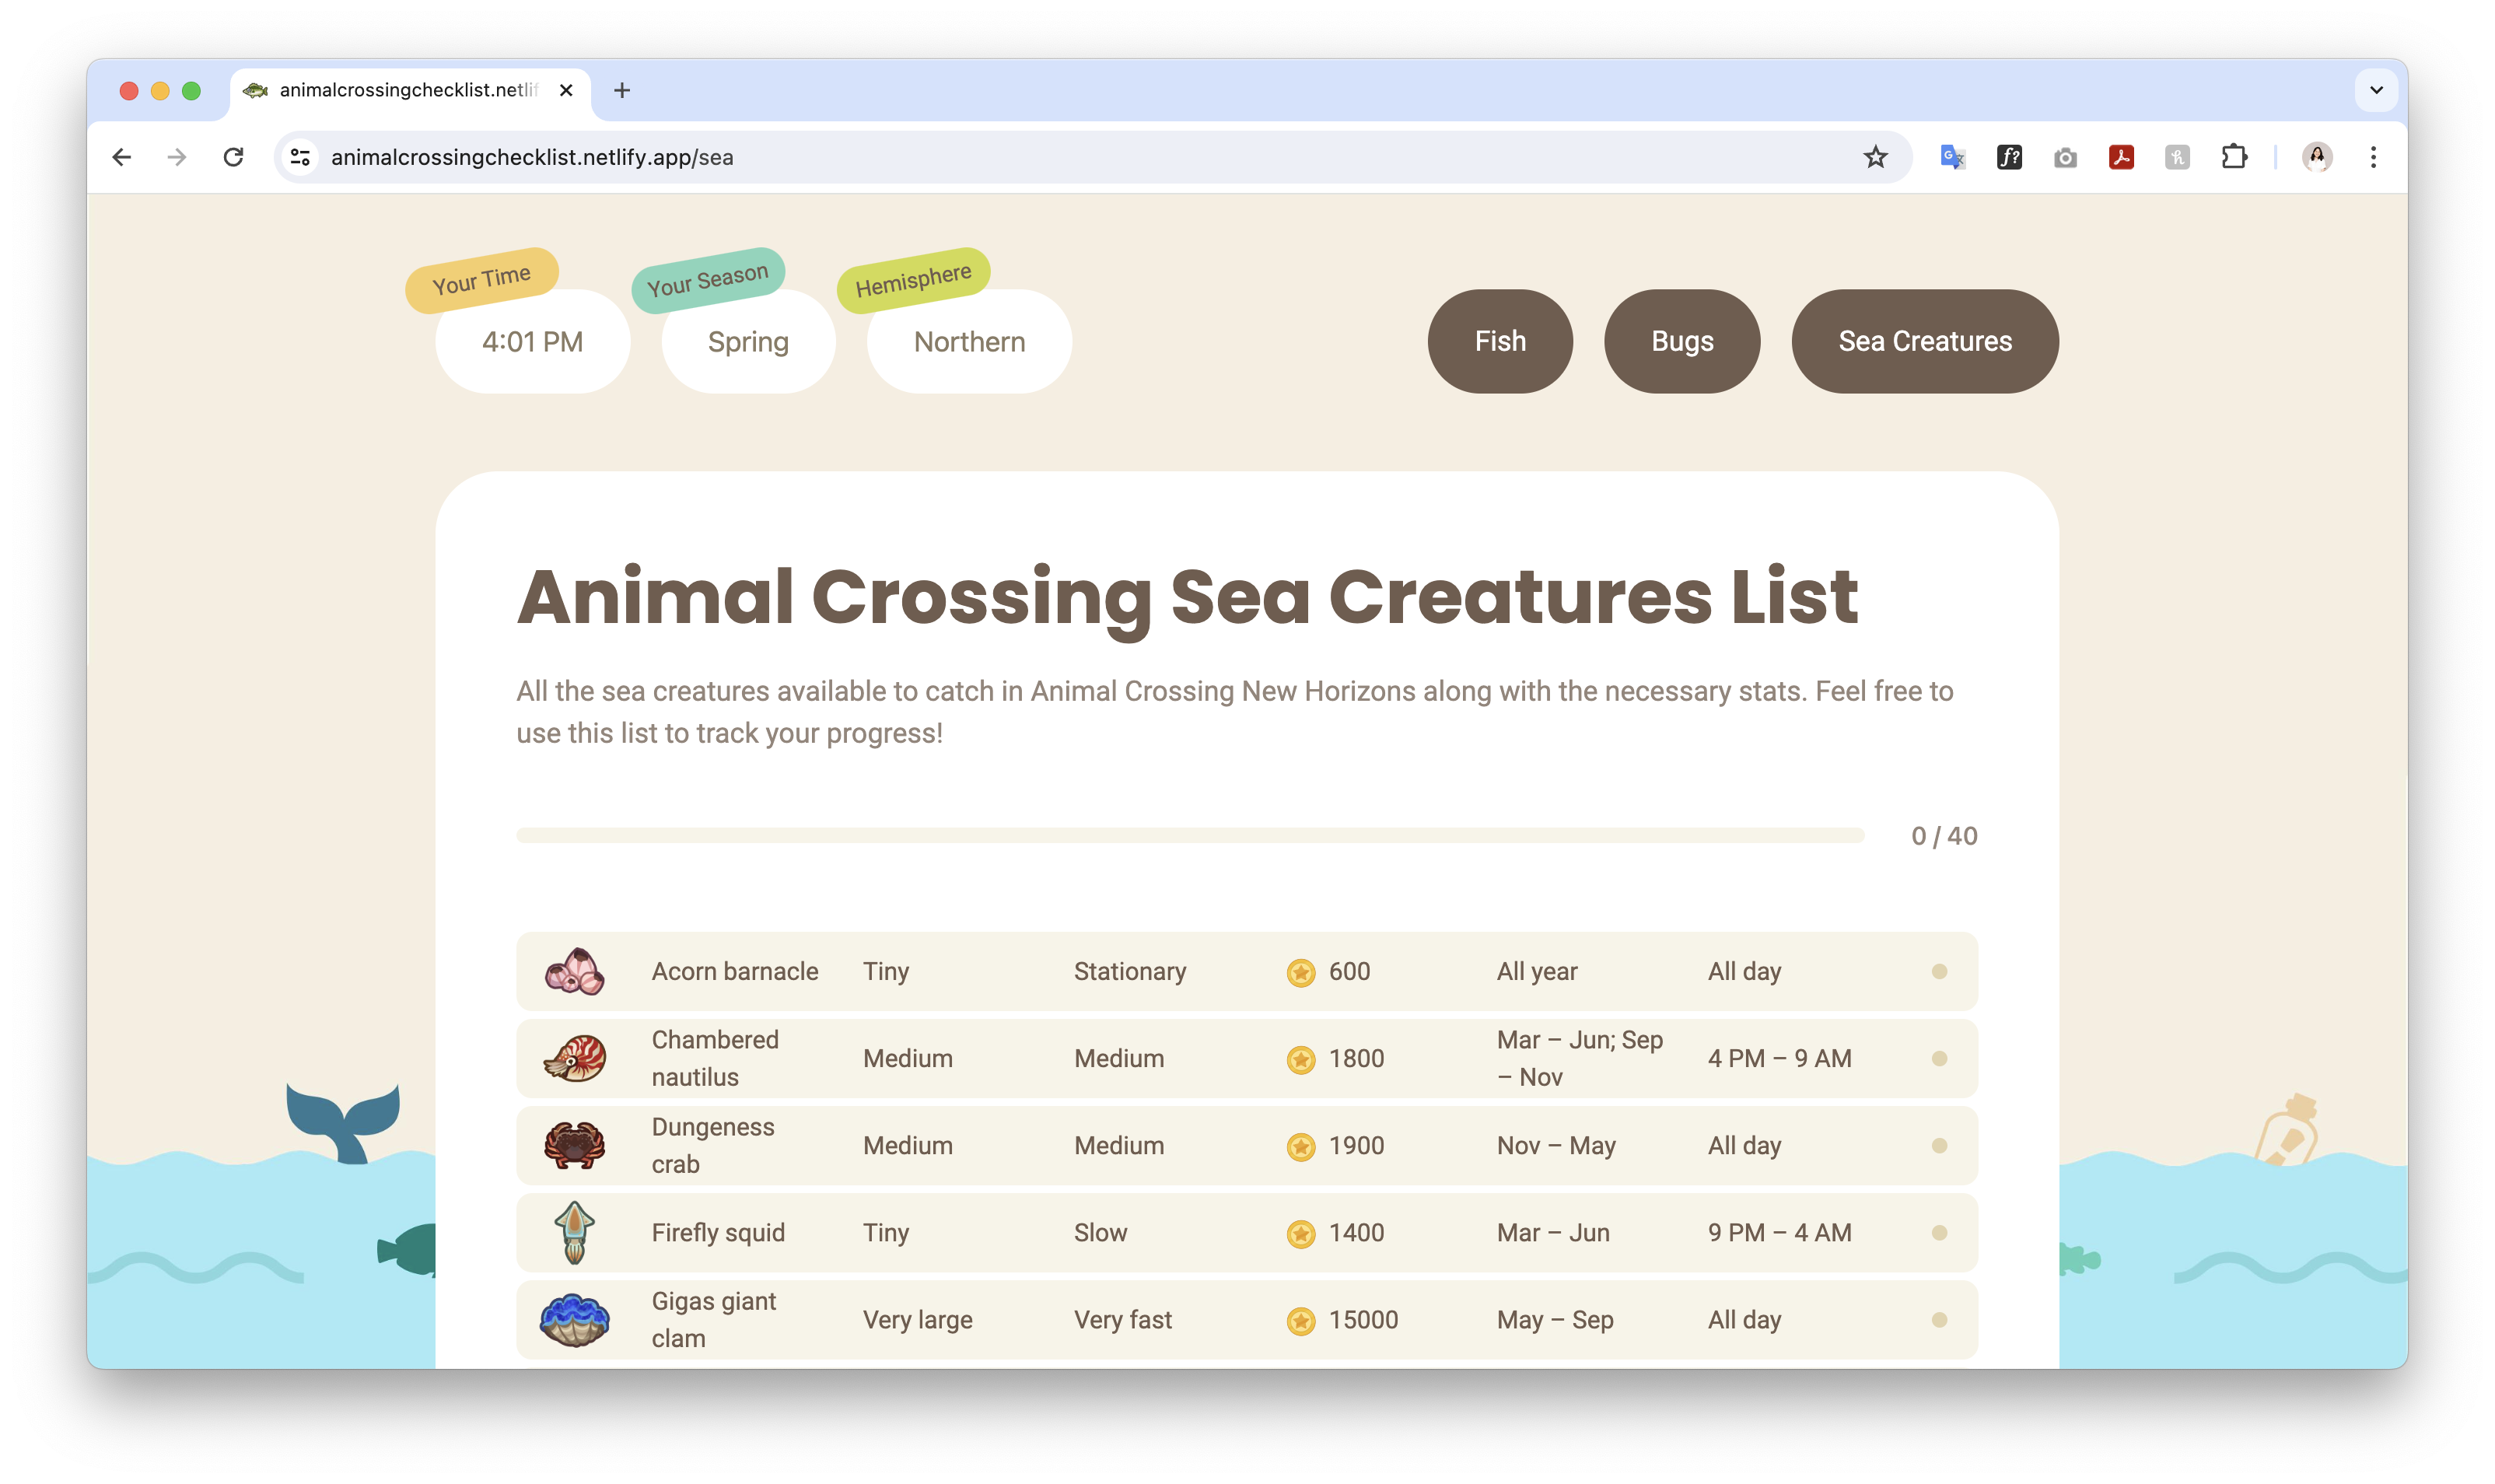 animalcrossingchecklist.netlif
animalcrossingchecklist.netlify.app/sea
Your Time
Your Season
Hemisphere
4:01 PM
Spring
Northern
Fish
Bugs
Sea Creatures
Animal Crossing Sea Creatures List
All the sea creatures available to catch in Animal Crossing New Horizons along with the necessary stats. Feel free to
use this list to track your progress!
0 / 40
Acorn barnacle Tiny Stationary 600 All year All day
Chambered
nautilus
Medium Medium 1800
Mar – Jun; Sep
– Nov
4 PM – 9 AM
Dungeness
crab
Medium Medium 1900 Nov – May All day
Firefly squid Tiny Slow 1400 Mar – Jun 9 PM – 4 AM
Gigas giant
clam
Very large Very fast 15000 May – Sep All day